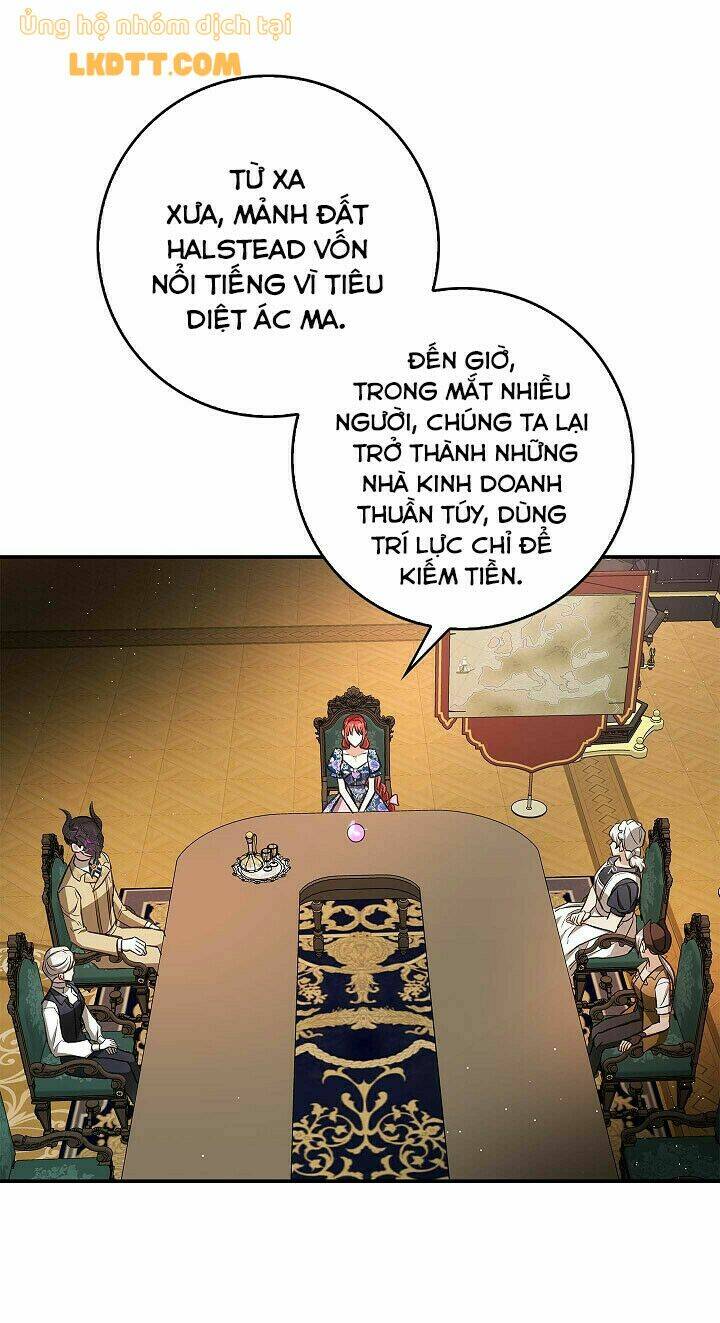 Ủng hộ nhóm dịch tại
LKDTT.COM
TỪ XA
XƯA, MẢNH ĐẤT
HALSTEAD VỐN
NỔI TIẾNG VÌ TIÊU
DIỆT ÁC MA.
ĐẾN GIỜ,
TRONG MẮT NHIỀU
NGƯỜI, CHÚNG TA LẠI
TRỞ THÀNH NHỮNG
NHÀ KINH DOANH
THUẦN TÚY, DÙNG
TRÍ LỰC CHỈ ĐỂ
KIẾM TIỀN.